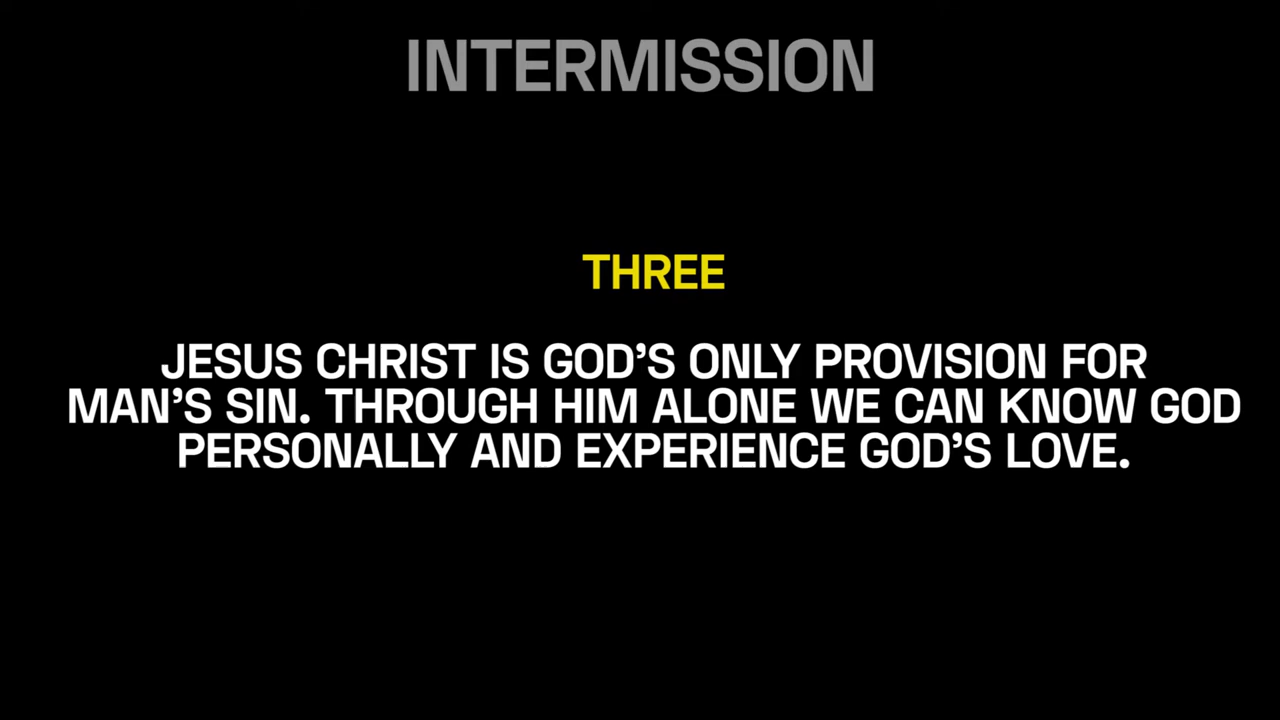 INTERMISSION
THREE
JESUS CHRIST IS GOD’S ONLY PROVISION FOR
MAN’S SIN. THROUGH HIM ALONE WE CAN KNOW GOD
PERSONALLY AND EXPERIENCE GOD’S LOVE.